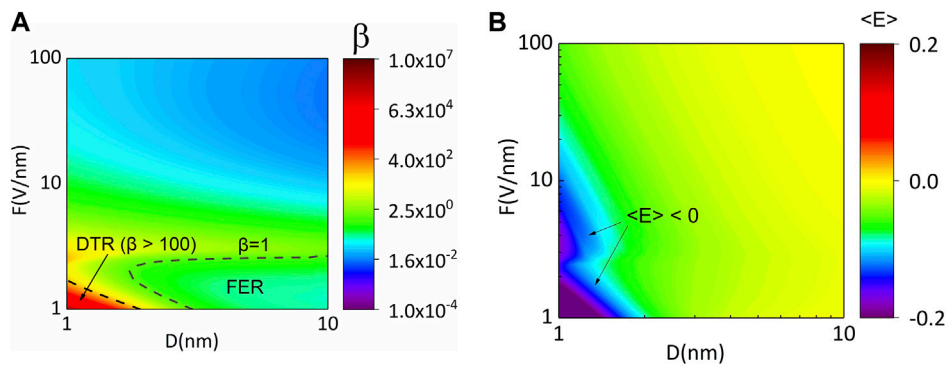 A
β
100
10
1
F(V/nm)
DTR (β > 100)
β=1
FER
1
10
D(nm)
1.0x10^7
6.3x10^4
4.0x10^2
2.5x10^0
1.6x10^-2
1.0x10^-4
B
<E>
100
10
1
F(V/nm)
<E> < 0
1
10
D(nm)
0.2
0.0
-0.2